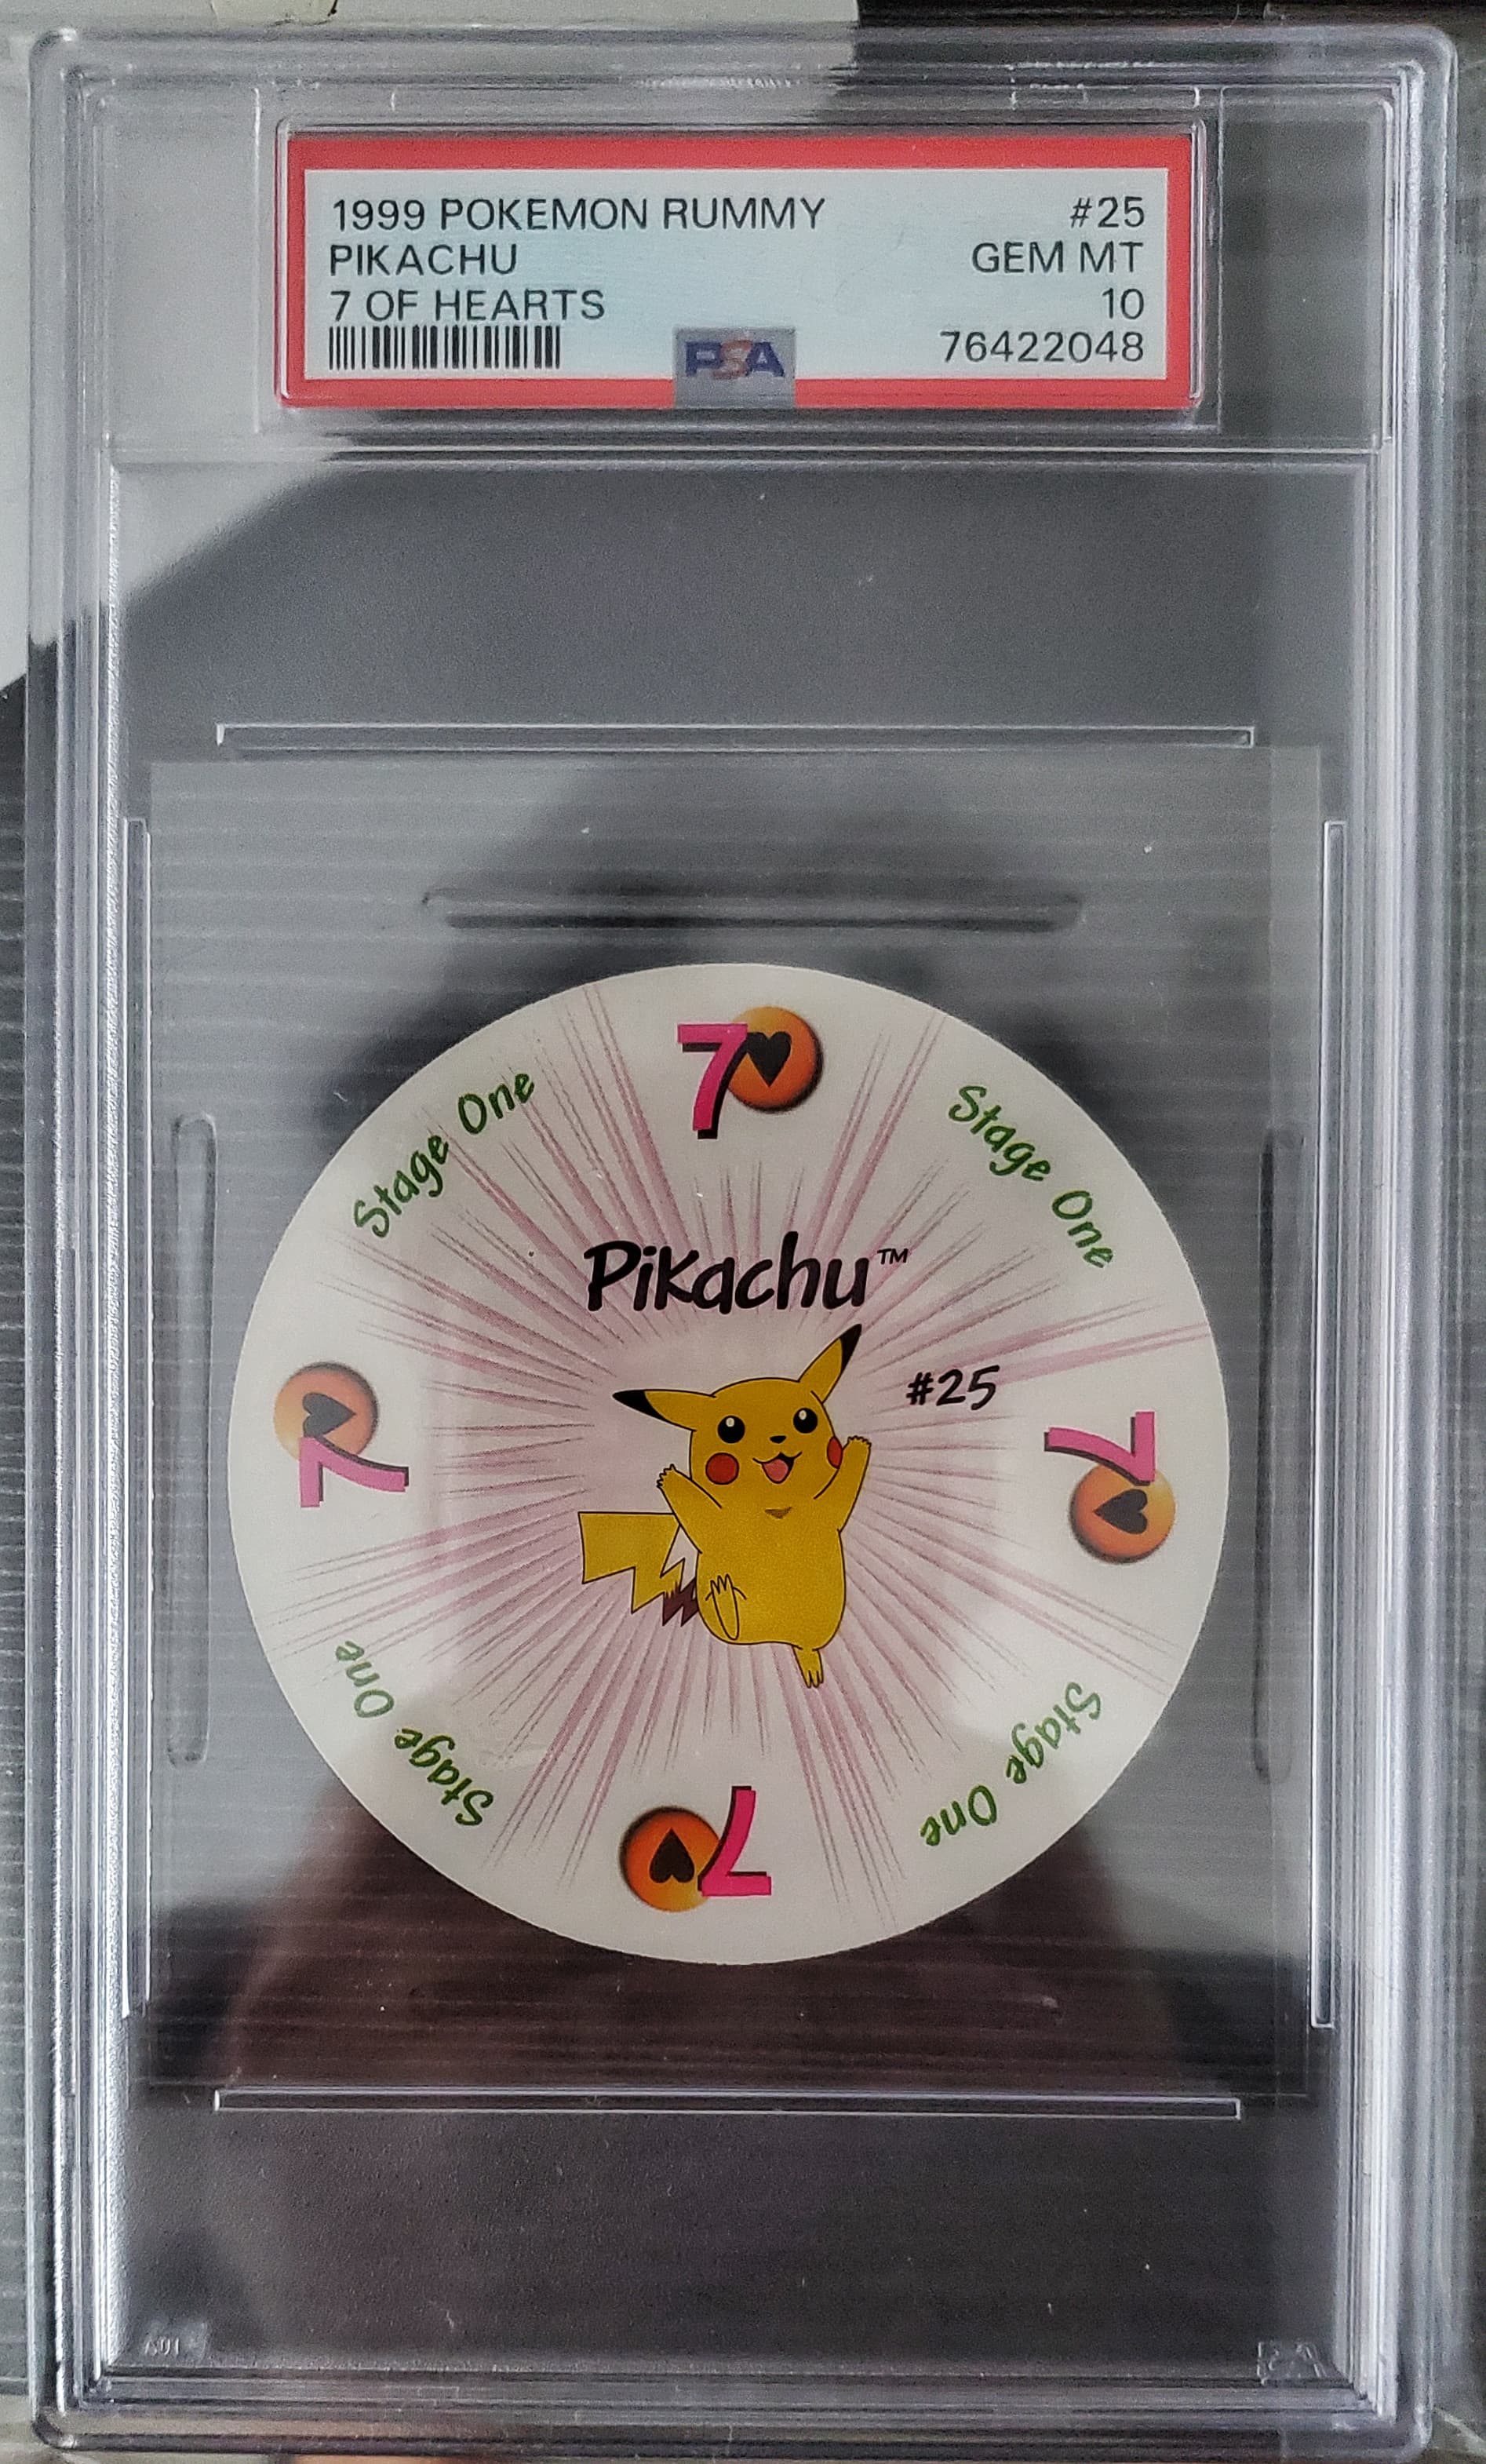 1999 POKEMON RUMMY #25
PIKACHU GEM MT
7 OF HEARTS 10
76422048
PSA
7
Stage One
Stage One
Pikachu™
#25
7
7
Stage One
Stage One
7